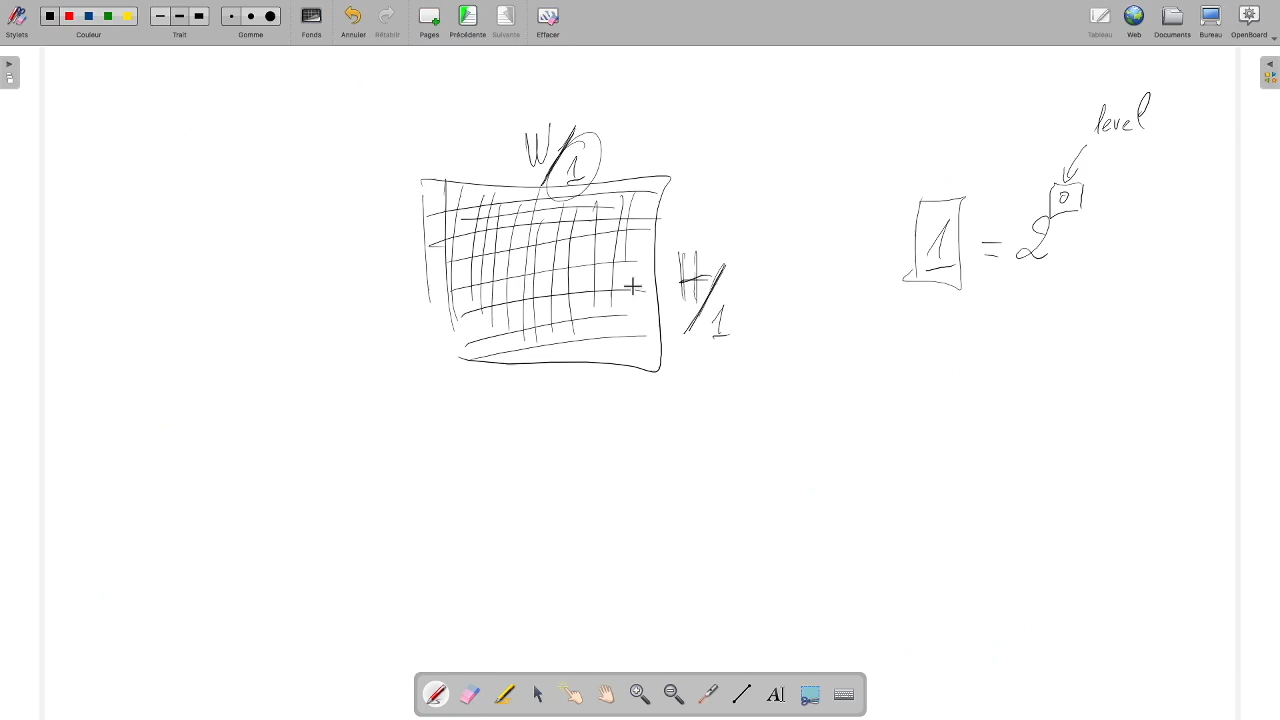 Stylets
Couleur
Trait
Gomme
Fonds
Annuler
Rétablir
Pages
Précédente
Suivante
Effacer
Tableau
Web
Documents
Bureau
OpenBoard
level
W/1
1 = 2^0
H/1
AI